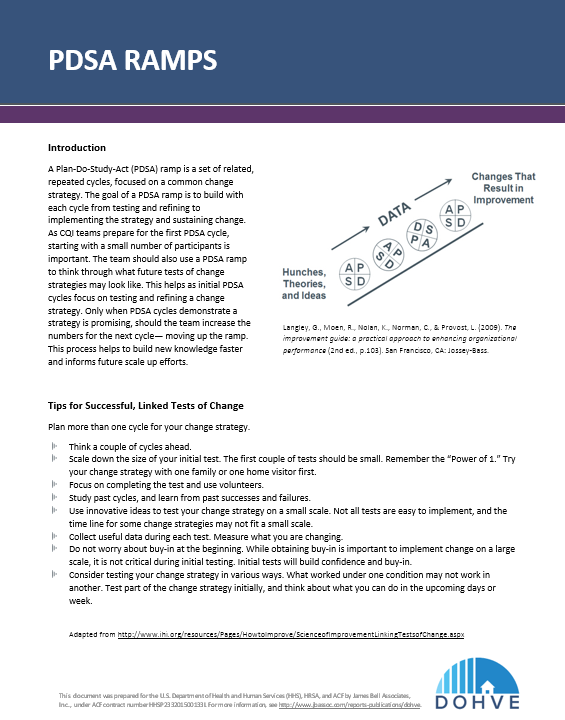 PDSA RAMPS
Introduction
A Plan-Do-Study-Act (PDSA) ramp is a set of related,
repeated cycles, focused on a common change
strategy. The goal of a PDSA ramp is to build with
each cycle from testing and refining to
implementing the strategy and sustaining change.
As CQI teams prepare for the first PDSA cycle,
starting with a small number of participants is
important. The team should also use a PDSA ramp
to think through what future tests of change
strategies may look like. This helps as initial PDSA
cycles focus on testing and refining a change
strategy. Only when PDSA cycles demonstrate a
strategy is promising, should the team increase the
numbers for the next cycle— moving up the ramp.
This process helps to build new knowledge faster
and informs future scale up efforts.
Changes That
Result in
Improvement
DATA
A P
S D
D S
P A
A P
S D
A P
S D
Hunches,
Theories,
and Ideas
Langley, G., Moen, R., Nolan, K., Norman, C., & Provost, L. (2009). The
improvement guide: a practical approach to enhancing organizational
performance (2nd ed., p.103). San Francisco, CA: Jossey-Bass.
Tips for Successful, Linked Tests of Change
Plan more than one cycle for your change strategy.
Think a couple of cycles ahead.
Scale down the size of your initial test. The first couple of tests should be small. Remember the “Power of 1.” Try
your change strategy with one family or one home visitor first.
Focus on completing the test and use volunteers.
Study past cycles, and learn from past successes and failures.
Use innovative ideas to test your change strategy on a small scale. Not all tests are easy to implement, and the
time line for some change strategies may not fit a small scale.
Collect useful data during each test. Measure what you are changing.
Do not worry about buy-in at the beginning. While obtaining buy-in is important to implement change on a large
scale, it is not critical during initial testing. Initial tests will build confidence and buy-in.
Consider testing your change strategy in various ways. What worked under one condition may not work in
another. Test part of the change strategy initially, and think about what you can do in the upcoming days or
week.
Adapted from http://www.ihi.org/resources/Pages/HowtoImprove/ScienceofImprovementLinkingTestsofChange.aspx
This document was prepared for the U.S. Department of Health and Human Services (HHS), HRSA, and ACF by James Bell Associates,
Inc., under ACF contract number HHSP233201500133I. For more information, see http://www.jbassoc.com/reports-publications/dohve.
DOHVE